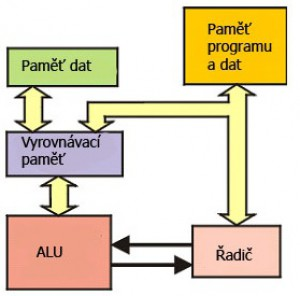 Paměť dat
Paměť
programu
a dat
Vyrovnávací
paměť
ALU
Řadič